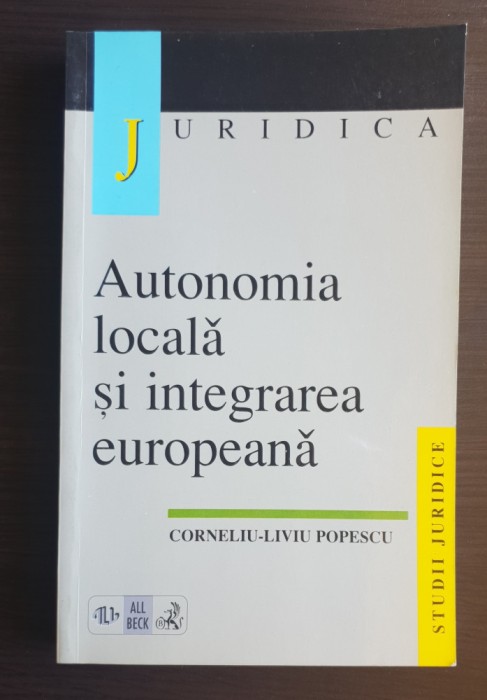 JURIDICA
Autonomia
locală
și integrarea
europeană
CORNELIU-LIVIU POPESCU
STUDII JURIDICE
ALL
BECK